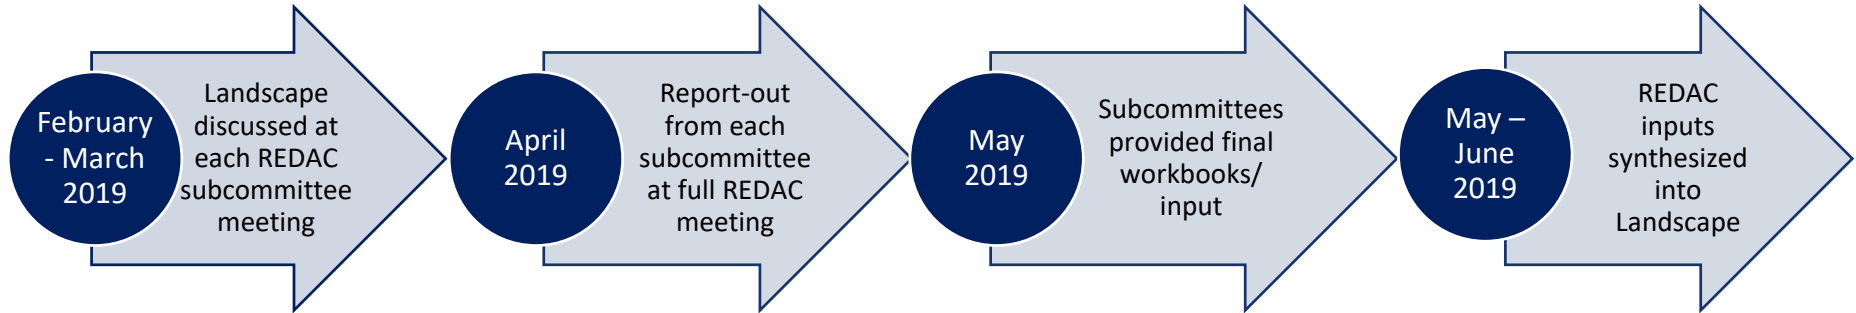 February
- March
2019
Landscape
discussed at
each REDAC
subcommittee
meeting
April
2019
Report-out
from each
subcommittee
at full REDAC
meeting
May
2019
Subcommittees
provided final
workbooks/
input
May –
June
2019
REDAC
inputs
synthesized
into
Landscape